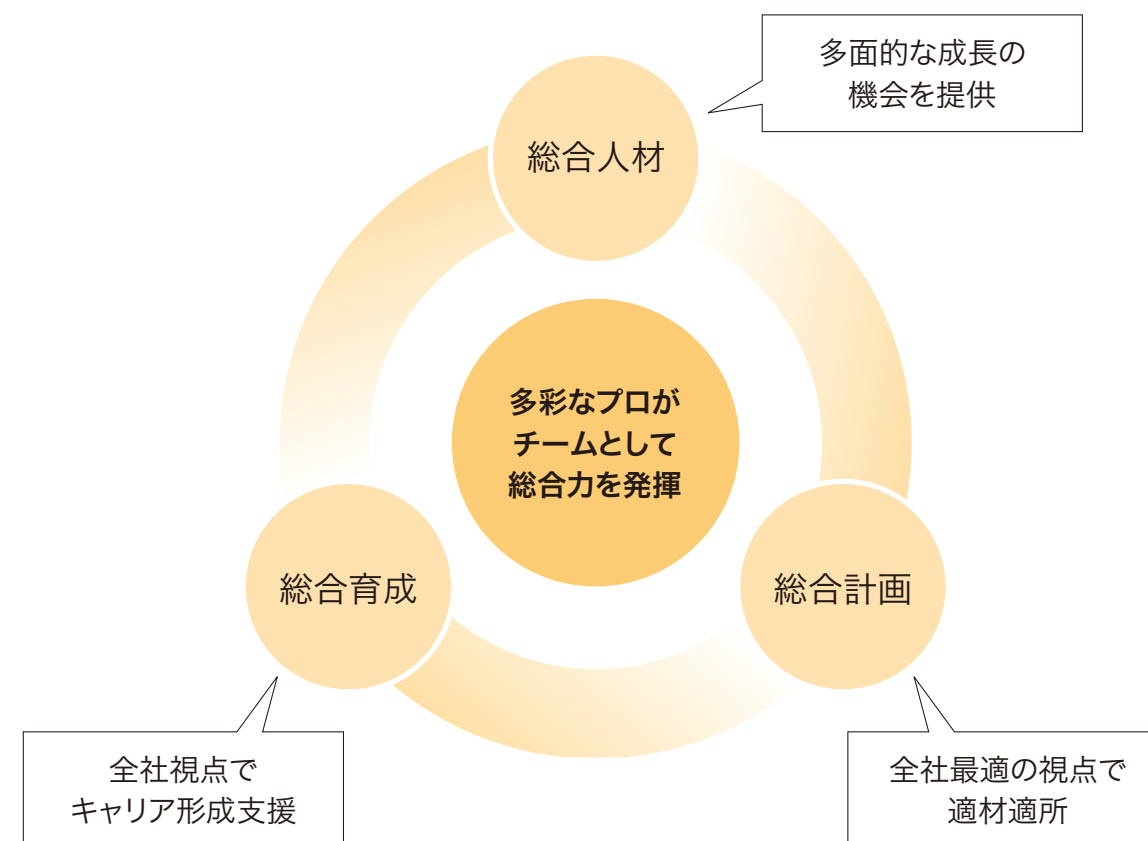 多面的な成長の
機会を提供
総合人材
多彩なプロが
チームとして
総合力を発揮
総合育成
総合計画
全社視点で
キャリア形成支援
全社最適の視点で
適材適所